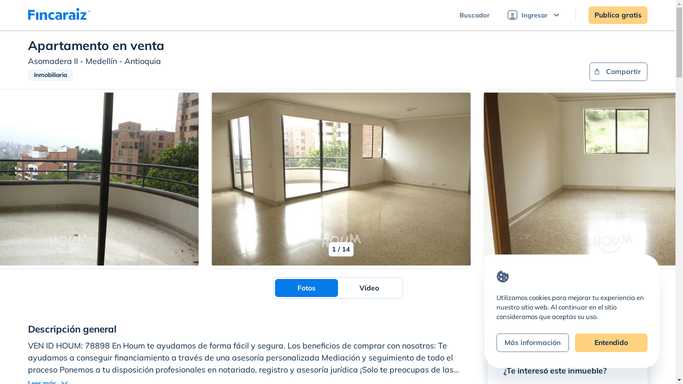 Fincaraiz
Buscador
Ingresar
Publica gratis
Apartamento en venta
Asomadera II - Medellín - Antioquia
Inmobiliaria
Compartir
HOUM
HOUM
1 / 14
Fotos
Video
Utilizamos cookies para mejorar tu experiencia en
nuestro sitio web. Al continuar en el sitio
consideramos que aceptas su uso.
Más información
Entendido
Descripción general
VEN ID HOUM: 78898 En Houm te ayudamos de forma fácil y segura. Los beneficios de comprar con nosotros: Te
ayudamos a conseguir financiamiento a través de una asesoría personalizada Mediación y seguimiento de todo el
proceso Ponemos a tu disposición profesionales en notariado, registro y asesoría jurídica ¡Solo te preocupas de las...
Leer más
¿Te interesó este inmueble?